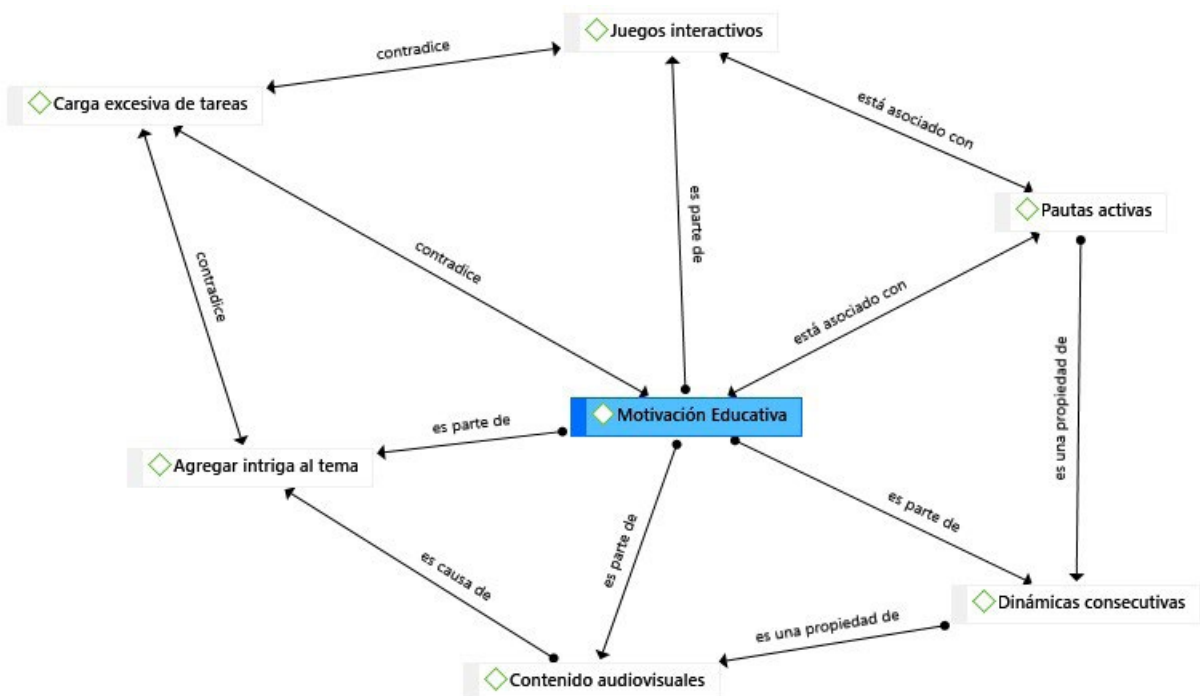 Juegos interactivos
contradice
Carga excesiva de tareas
está asociado con
es parte de
Pautas activas
contradice
contradice
está asociado con
es una propiedad de
Motivación Educativa
es parte de
Agregar intriga al tema
es parte de
es parte de
es causa de
Dinámicas consecutivas
es una propiedad de
Contenido audiovisuales